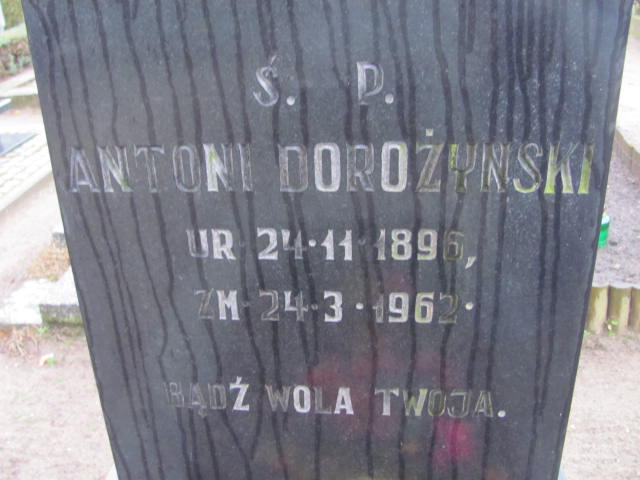 Ś. P.
ANTONI DOROŻYNSKI
UR·24·11·1896,
ZM·24·3·1962·
BĄDŹ WOLA TWOJA.